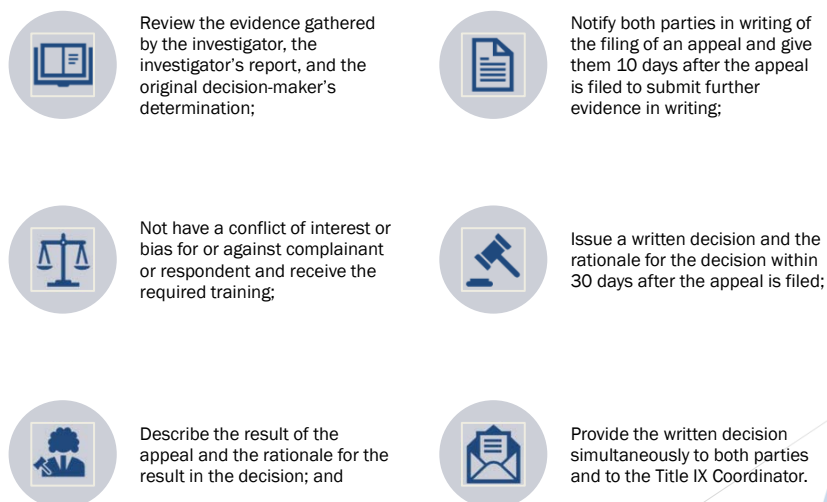 Review the evidence gathered
by the investigator, the
investigator's report, and the
original decision-maker's
determination;
Notify both parties in writing of
the filing of an appeal and give
them 10 days after the appeal
is filed to submit further
evidence in writing;
Not have a conflict of interest or
bias for or against complainant
or respondent and receive the
required training;
Issue a written decision and the
rationale for the decision within
30 days after the appeal is filed;
Describe the result of the
appeal and the rationale for the
result in the decision; and
Provide the written decision
simultaneously to both parties
and to the Title IX Coordinator.